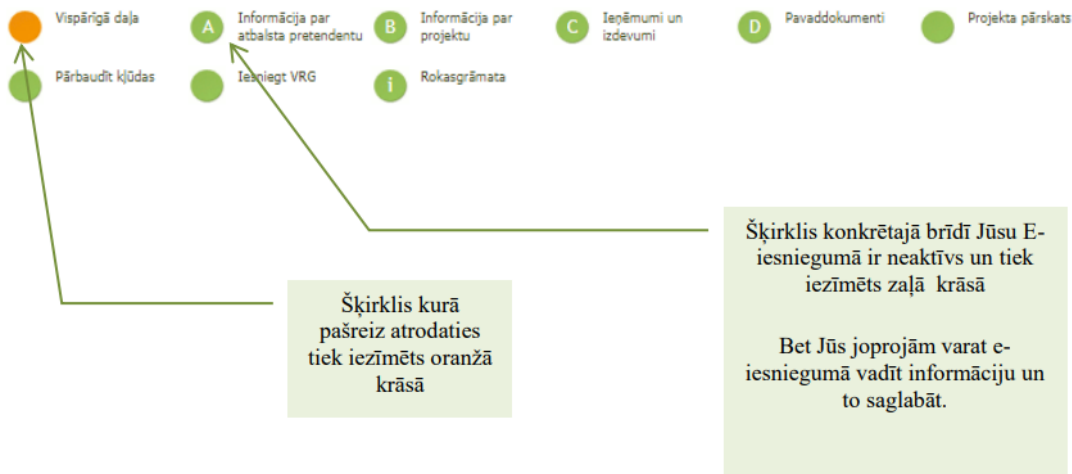 Vispārīgā daļa
A
Informācija par
atbalsta pretendentu
B
Informācija par
projektu
C
Ieņēmumi un
izdevumi
D
Pavaddokumenti
Projekta pārskats
Pārbaudīt kļūdas
Iesniegt VRG
i
Rokasgrāmata
Šķirklis konkrētajā brīdī Jūsu E-
iesniegumā ir neaktīvs un tiek
iezīmēts zaļā krāsā
Bet Jūs joprojām varat e-
iesniegumā vadīt informāciju un
to saglabāt.
Šķirklis kurā
pašreiz atrodaties
tiek iezīmēts oranžā
krāsā